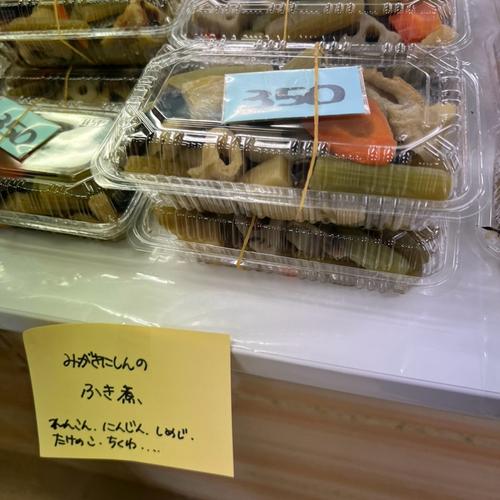 350
350
みがきにしんの
ふき煮、
れんこん、にんじん、しめじ、
たけのこ・ちくわ....